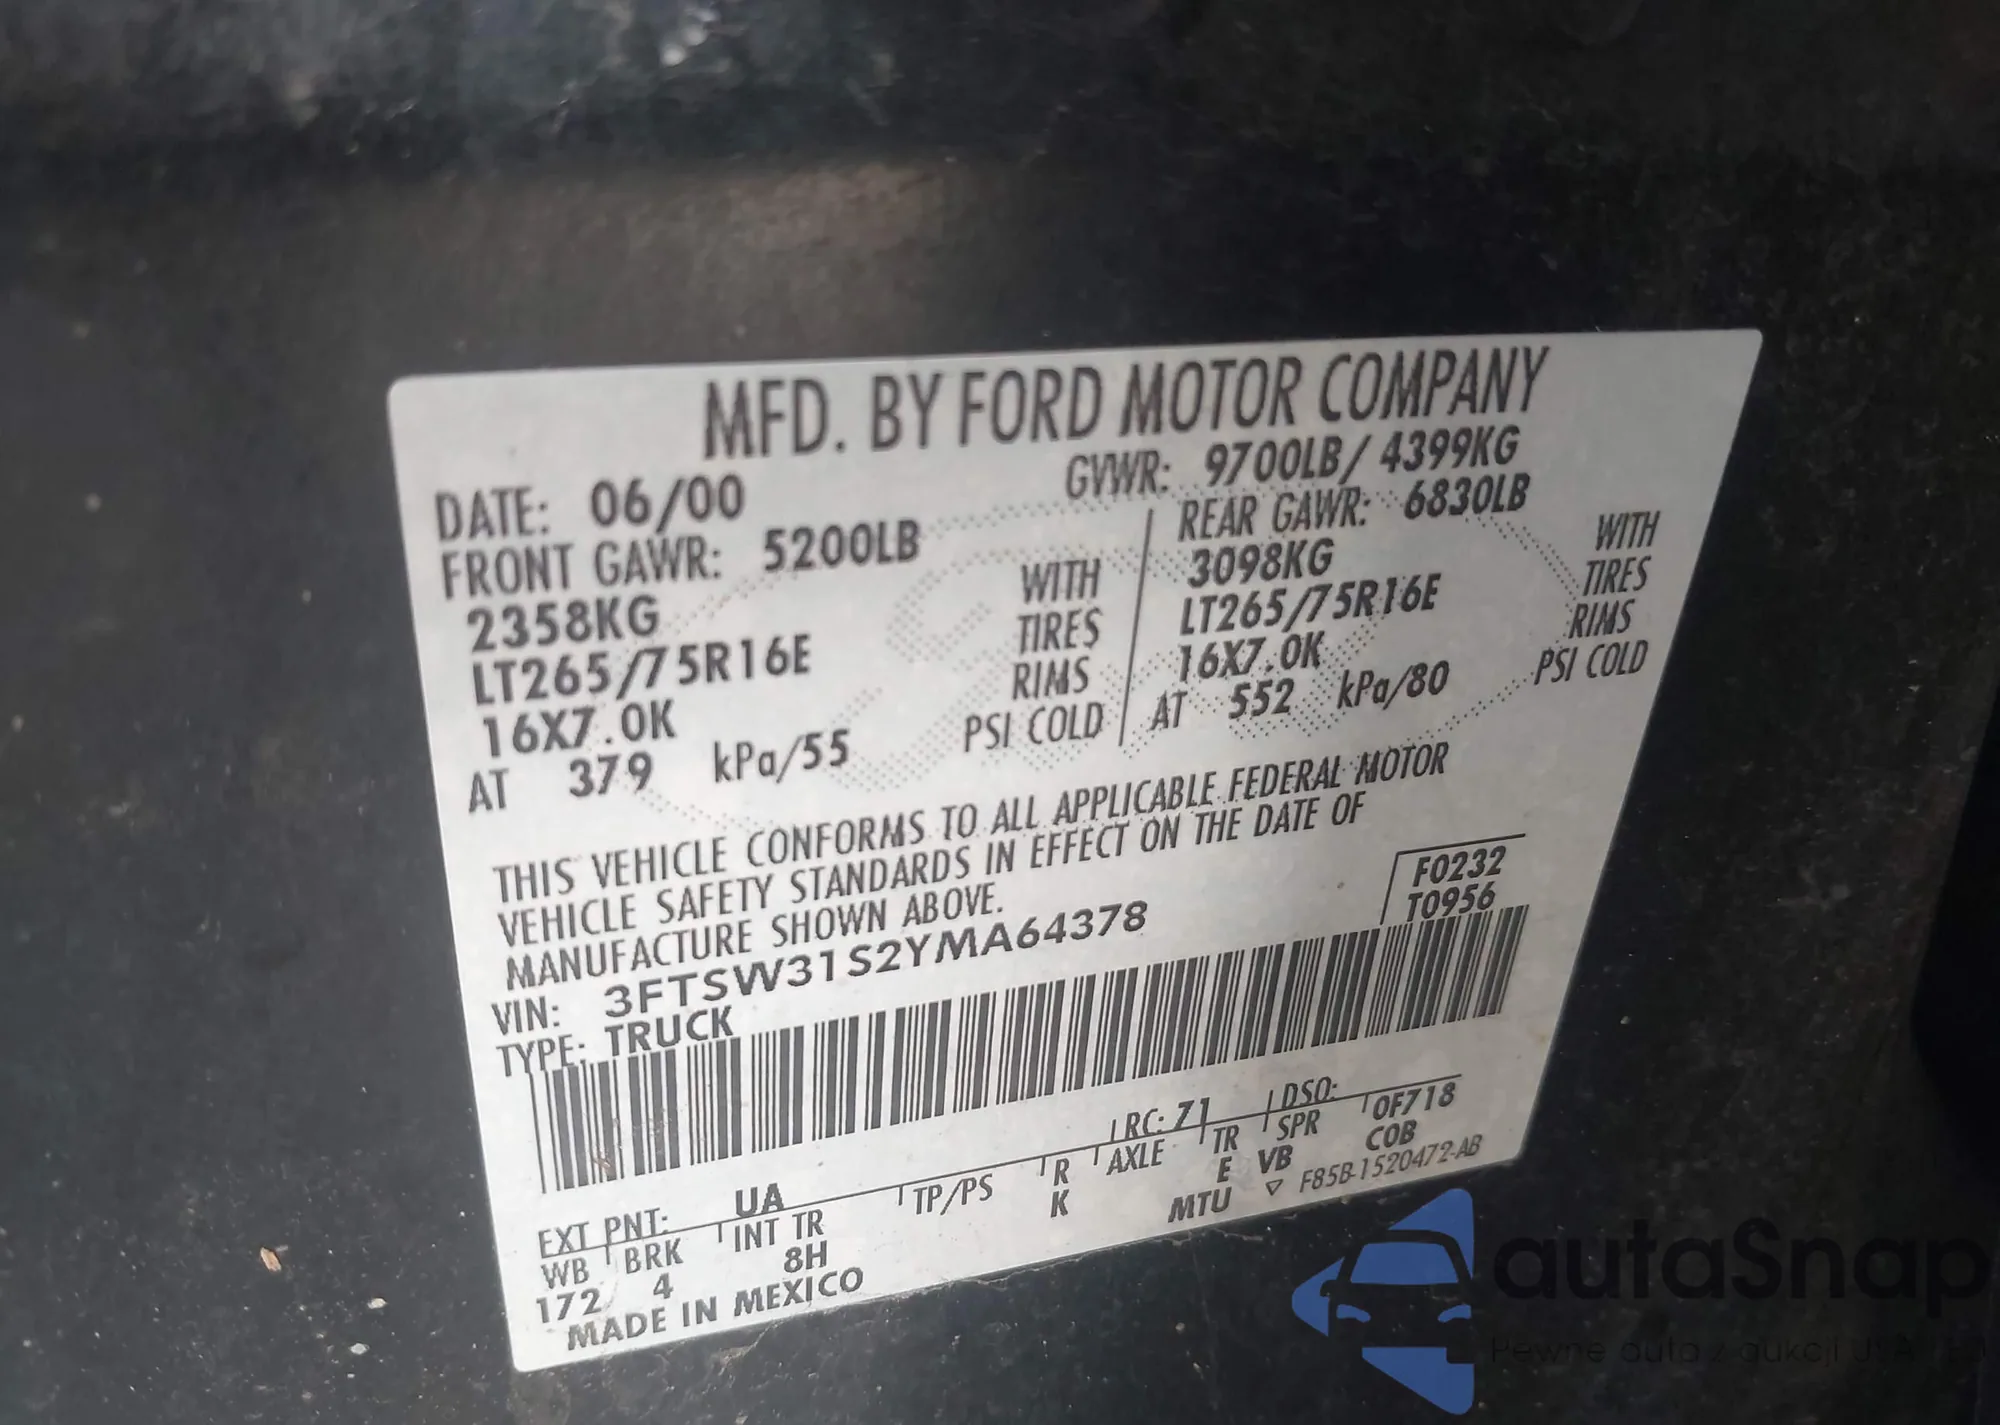 MFD. BY FORD MOTOR COMPANY
DATE: 06/00
GVWR: 9700LB/ 4399KG
FRONT GAWR: 5200LB
2358KG
WITH
LT265/75R16E
TIRES
16X7.0K
RIMS
AT 379 kPa/55
PSI COLD
REAR GAWR: 6830LB
3098KG
WITH
LT265/75R16E
TIRES
16X7.0K
RIMS
AT 552 kPa/80
PSI COLD
THIS VEHICLE CONFORMS TO ALL APPLICABLE FEDERAL MOTOR
VEHICLE SAFETY STANDARDS IN EFFECT ON THE DATE OF
MANUFACTURE SHOWN ABOVE.
F0232
T0956
VIN: 3FTSW31S2YMA64378
TYPE: TRUCK
EXT PNT: UA
RC: 71
DSO: 0F718
WB BRK INT TR TP/PS R AXLE TR SPR COB
172 4 8H K E VB
MTU
F85B-1520472-AB
MADE IN MEXICO
autaSnap
Pewne auta z aukcji